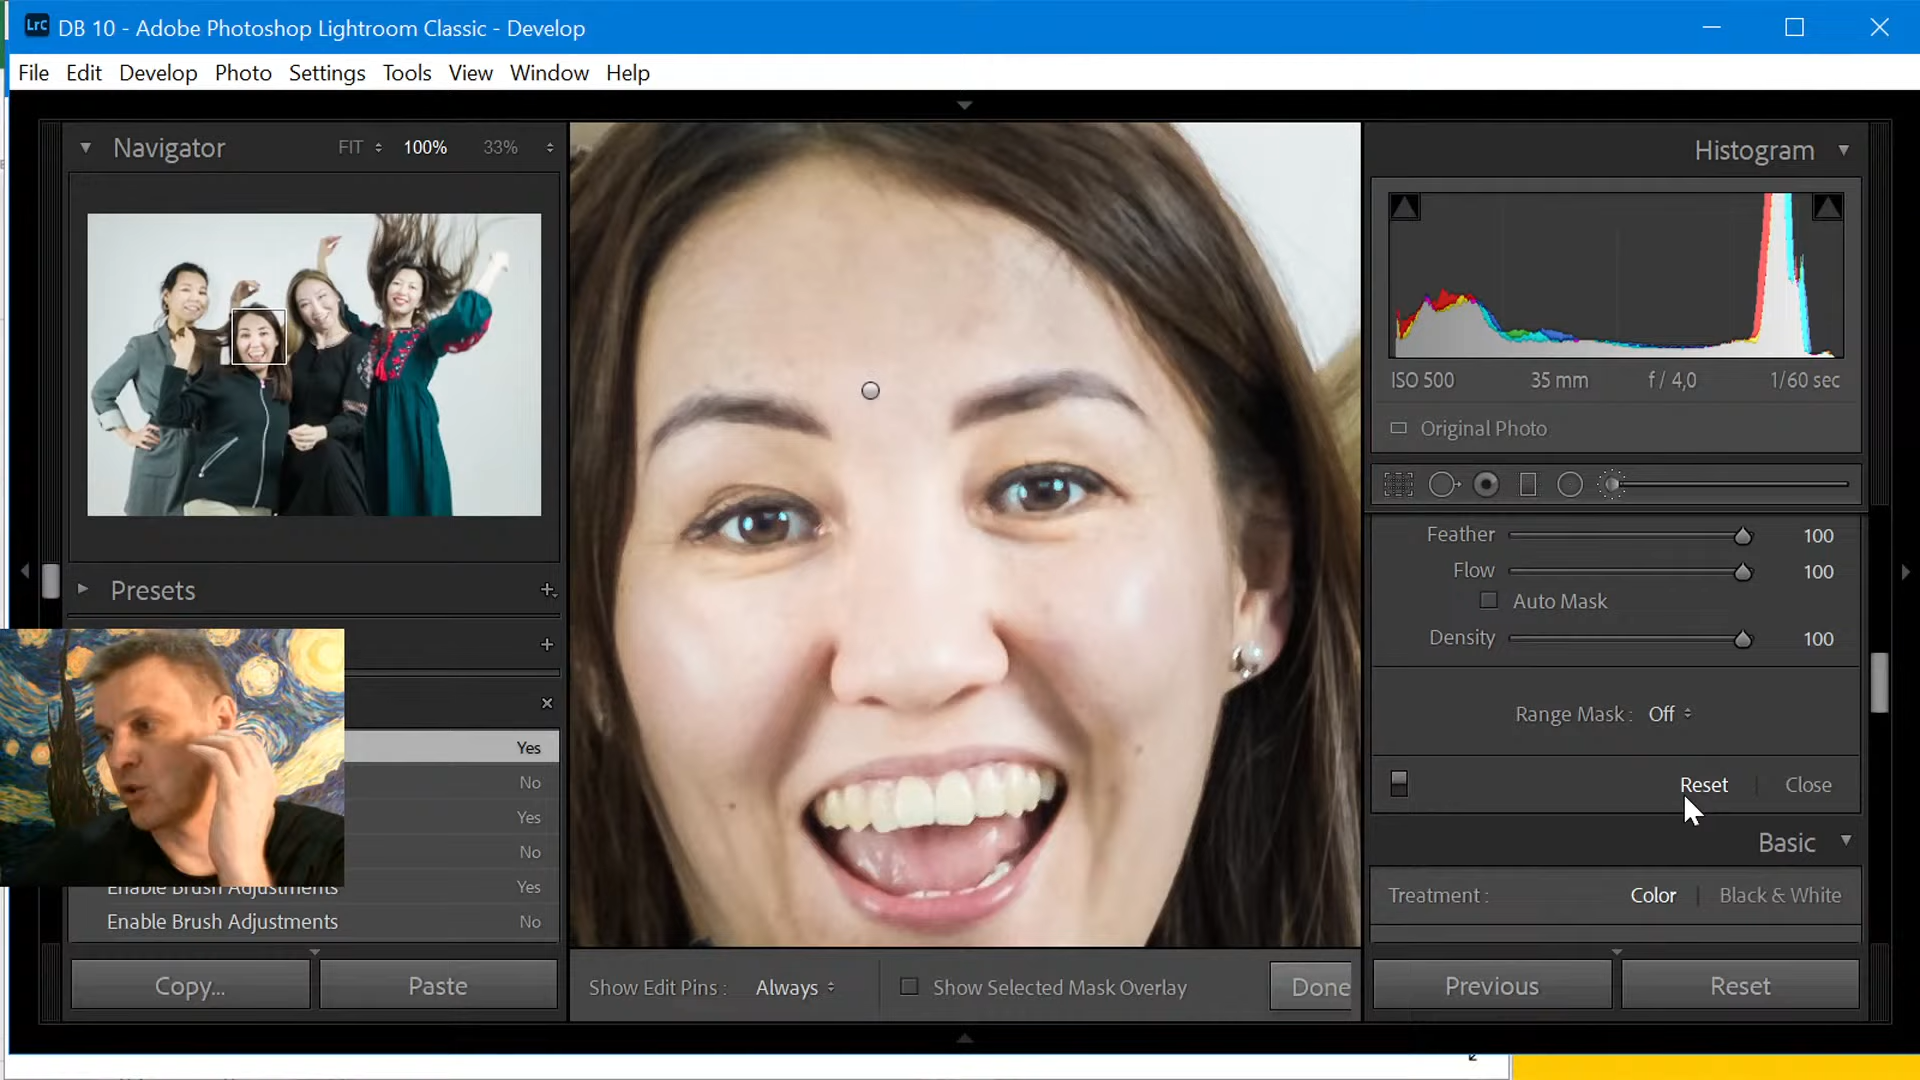 Lrc DB 10 - Adobe Photoshop Lightroom Classic - Develop
File Edit Develop Photo Settings Tools View Window Help
Navigator FIT 100% 33%
Histogram
ISO 500 35 mm f / 4,0 1/60 sec
Original Photo
Feather 100
Flow 100
Auto Mask
Density 100
Range Mask : Off
Reset Close
Basic
Treatment : Color Black & White
Presets
Yes
No
Yes
No
Enable Brush Adjustments Yes
Enable Brush Adjustments No
Copy... Paste
Show Edit Pins : Always Show Selected Mask Overlay Done
Previous Reset